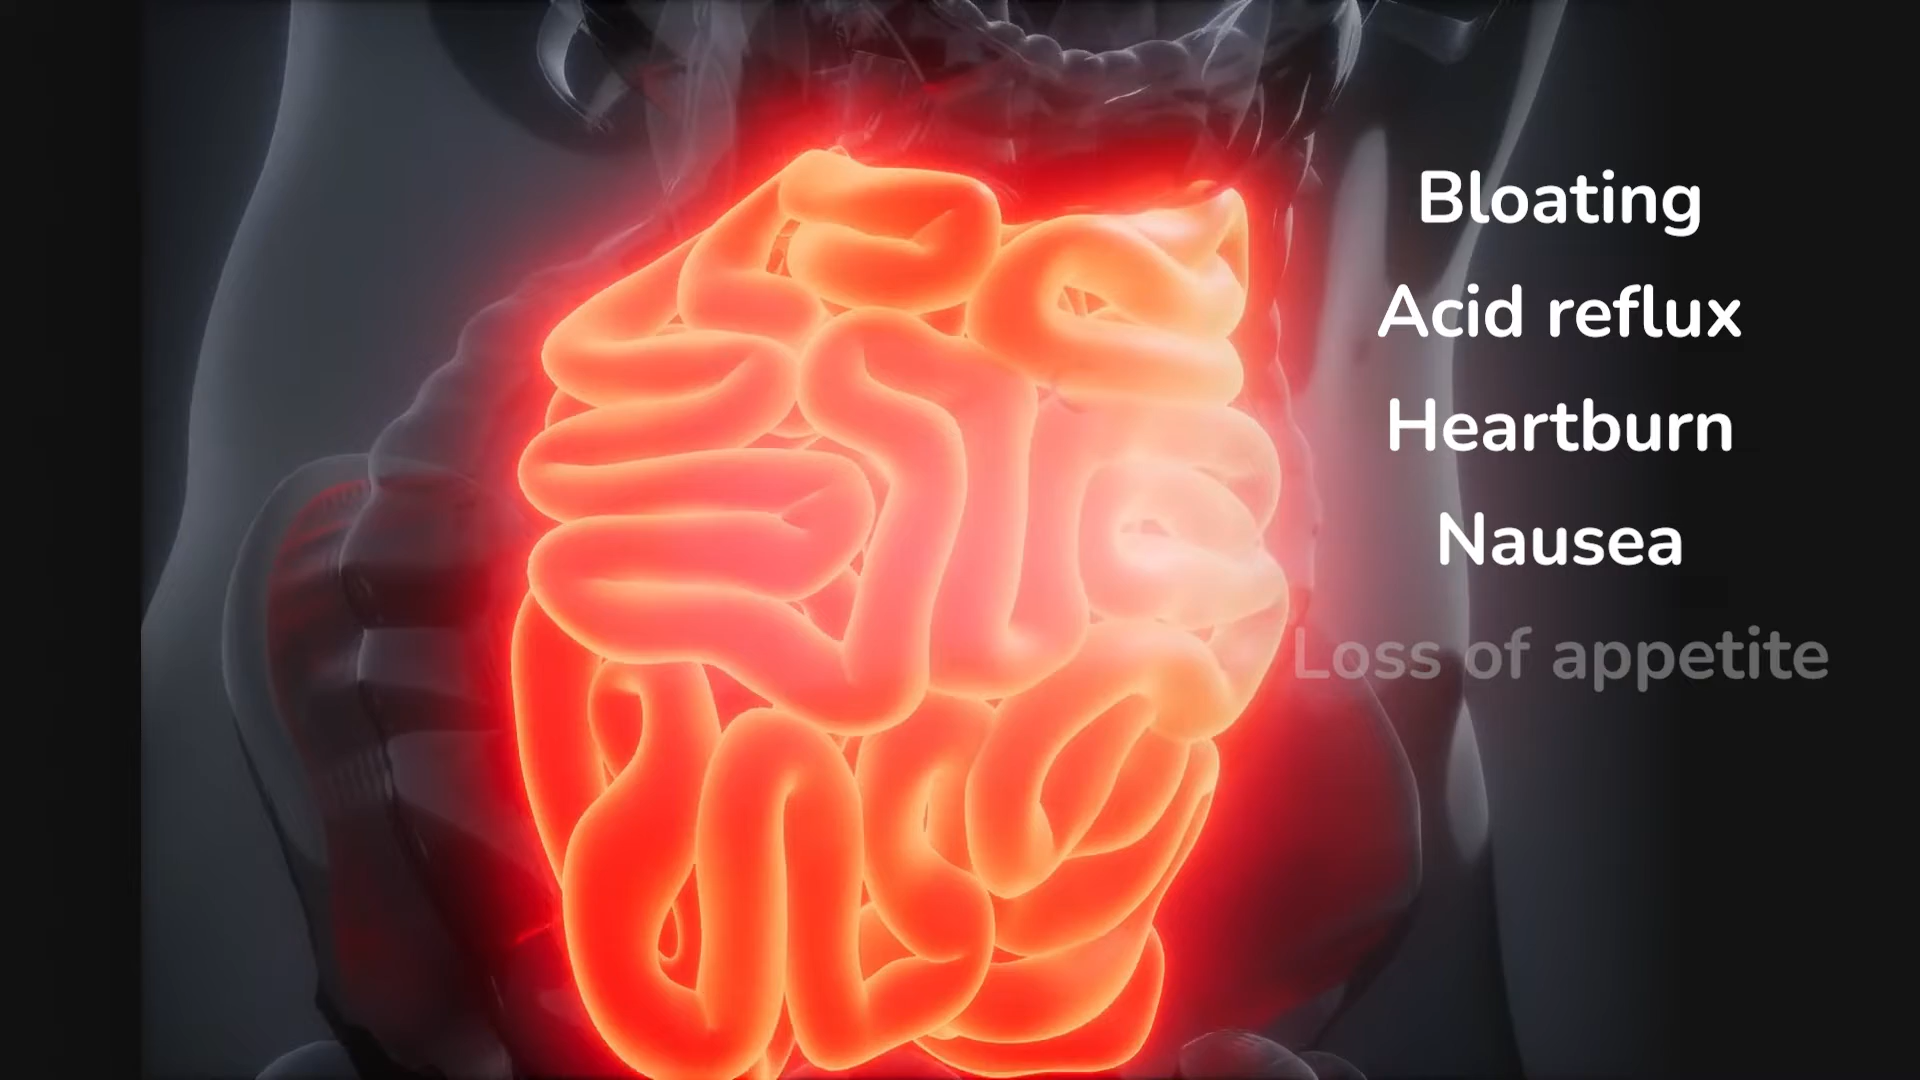 Bloating
Acid reflux
Heartburn
Nausea
Loss of appetite